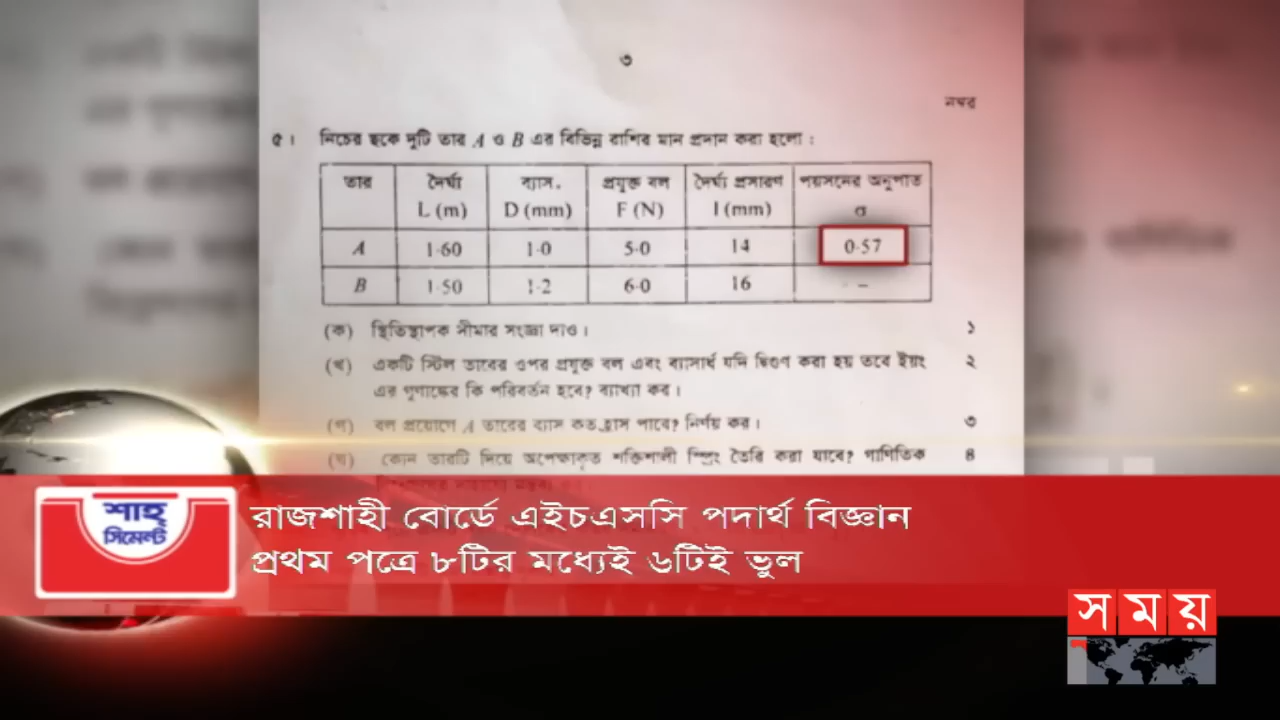 ৩
নম্বর
৫। নিচের ছকে দুটি তার A ও B এর বিভিন্ন রাশির মান প্রদান করা হলো :
তার দৈর্ঘ্য ব্যাস. প্রযুক্ত বল দৈর্ঘ্য প্রসারণ পয়সনের অনুপাত
L (m) D (mm) F (N) l (mm) σ
A 1·60 1·0 5·0 14 0·57
B 1·50 1·2 6·0 16 --
(ক) স্থিতিস্থাপক সীমার সংজ্ঞা দাও। ১
(খ) একটি স্টিল তারের ওপর প্রযুক্ত বল এবং ব্যাসার্ধ যদি দ্বিগুণ করা হয় তবে ইয়ং ২
এর গুণাঙ্কের কি পরিবর্তন হবে? ব্যাখ্যা কর।
(গ) বল প্রয়োগে A তারের ব্যাস কত হ্রাস পাবে? নির্ণয় কর। ৩
(ঘ) কোন তারটি দিয়ে অপেক্ষাকৃত শক্তিশালী স্প্রিং তৈরি করা যাবে? গাণিতিক ৪
শাহ্
সিমেন্ট
রাজশাহী বোর্ডে এইচএসসি পদার্থ বিজ্ঞান
প্রথম পত্রে ৮টির মধ্যেই ৬টিই ভুল
সময়